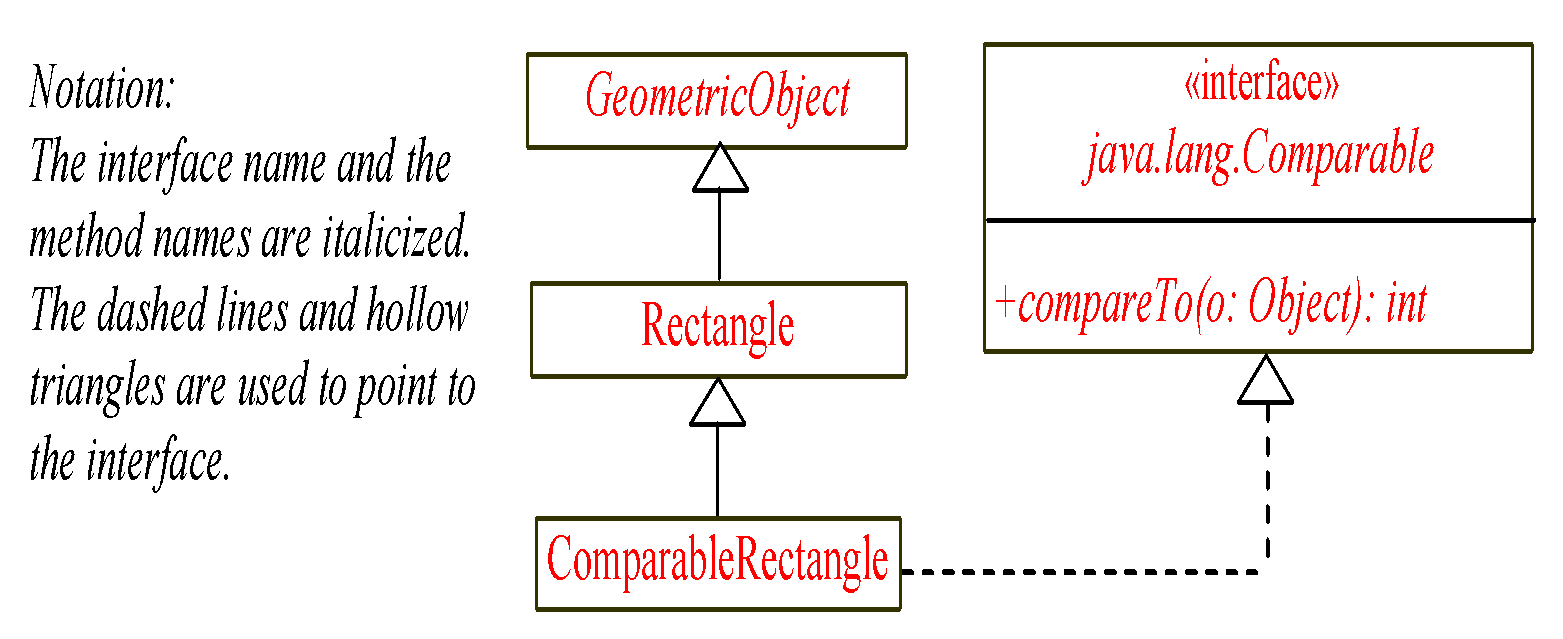 Notation:
The interface name and the
method names are italicized.
The dashed lines and hollow
triangles are used to point to
the interface.
GeometricObject
Rectangle
ComparableRectangle
«interface»
java.lang.Comparable
+compareTo(o: Object): int